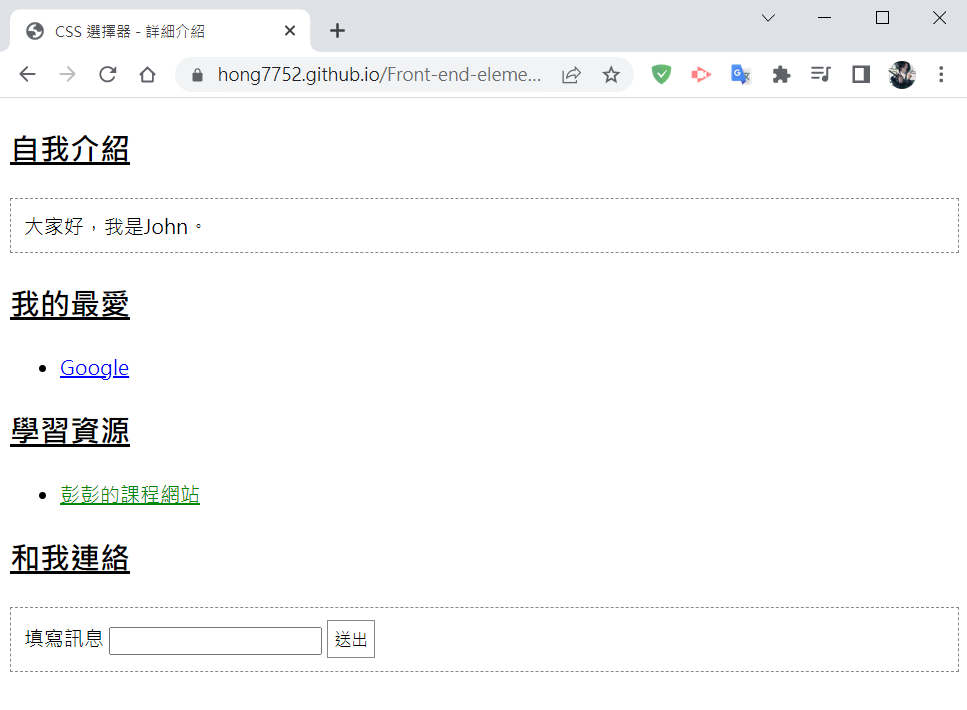 CSS 選擇器 - 詳細介紹
hong7752.github.io/Front-end-eleme...
自我介紹
大家好，我是John。
我的最愛
Google
學習資源
彭彭的課程網站
和我連絡
填寫訊息 送出